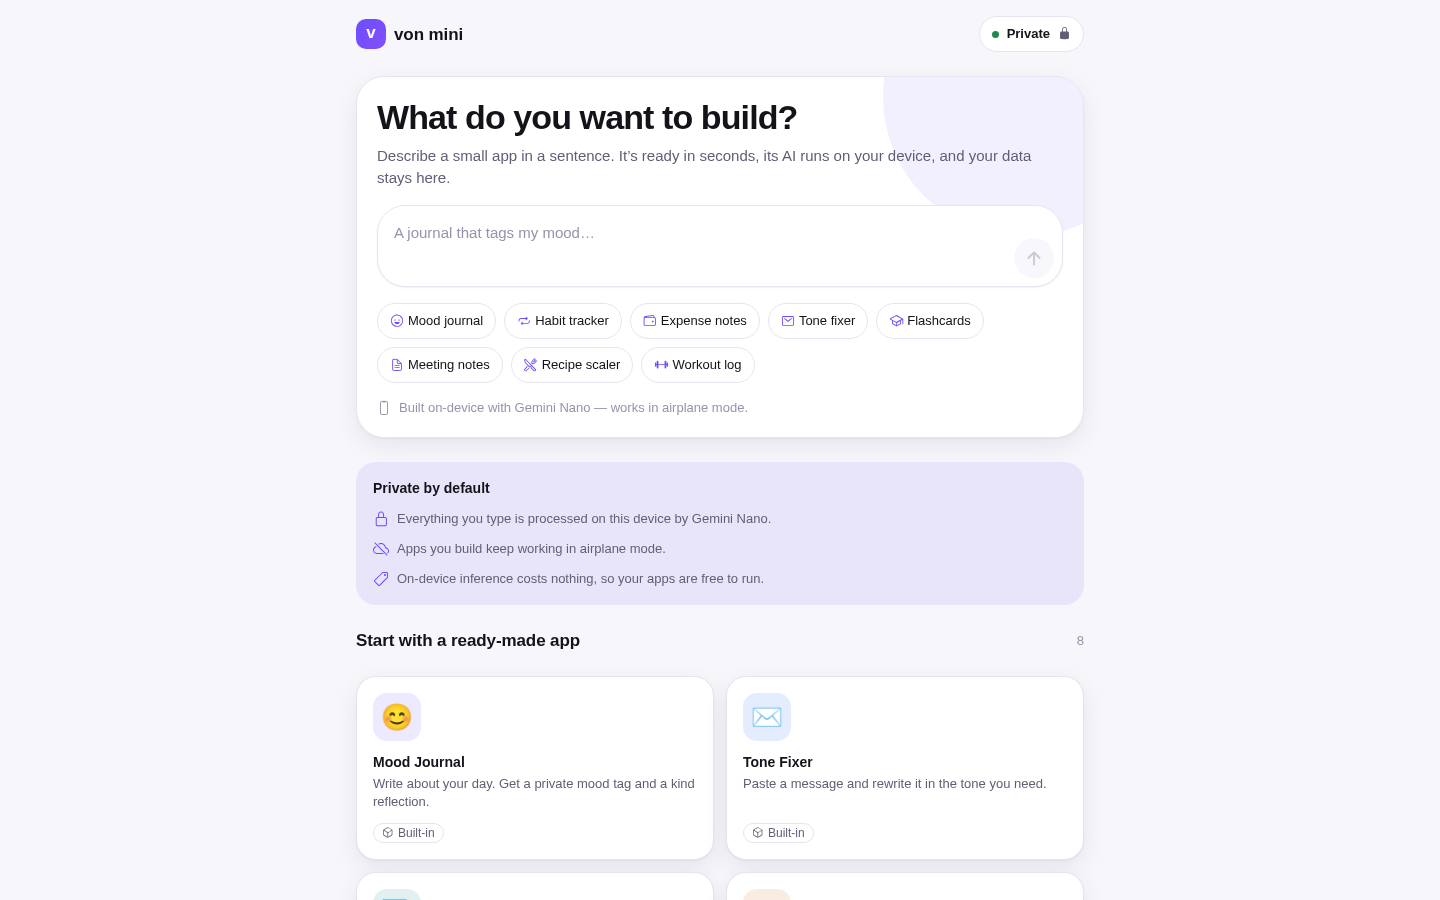 v von mini
Private
What do you want to build?
Describe a small app in a sentence. It’s ready in seconds, its AI runs on your device, and your data
stays here.
A journal that tags my mood…
Mood journal
Habit tracker
Expense notes
Tone fixer
Flashcards
Meeting notes
Recipe scaler
Workout log
Built on-device with Gemini Nano — works in airplane mode.
Private by default
Everything you type is processed on this device by Gemini Nano.
Apps you build keep working in airplane mode.
On-device inference costs nothing, so your apps are free to run.
Start with a ready-made app
8
Mood Journal
Write about your day. Get a private mood tag and a kind
reflection.
Built-in
Tone Fixer
Paste a message and rewrite it in the tone you need.
Built-in